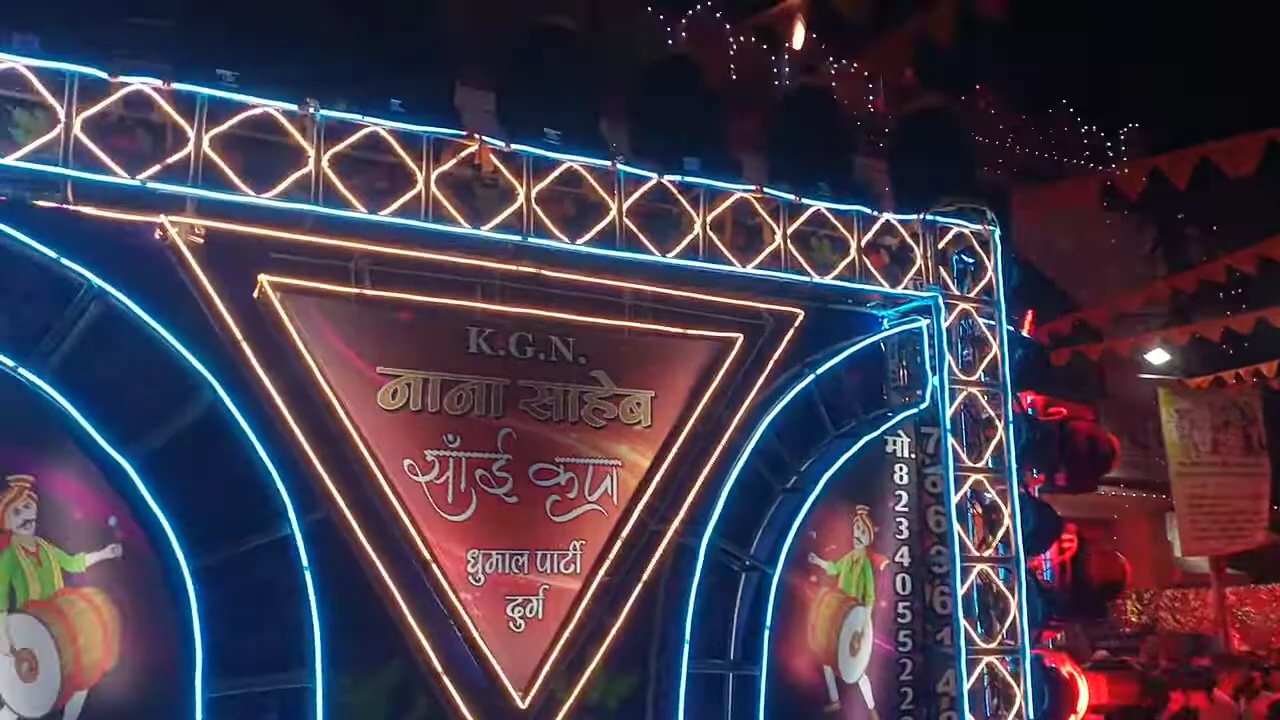 K.G.N.
नाना साहेब
साँई कृपा
धुमाल पार्टी
दुर्ग
मो.
8234055222